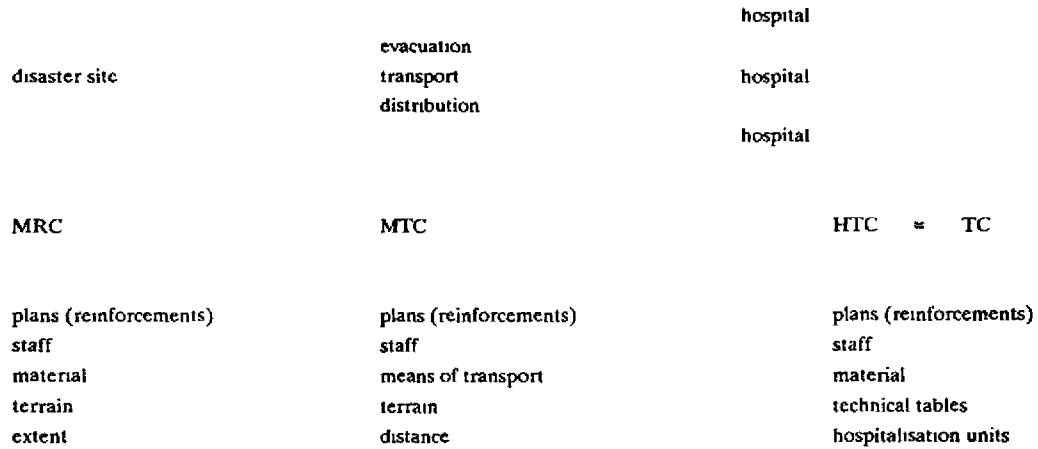 hospital
evacuation
disaster site transport hospital
distribution
hospital
MRC MTC HTC ≈ TC
plans (reinforcements) plans (reinforcements) plans (reinforcements)
staff staff staff
material means of transport material
terrain terrain technical tables
extent distance hospitalisation units